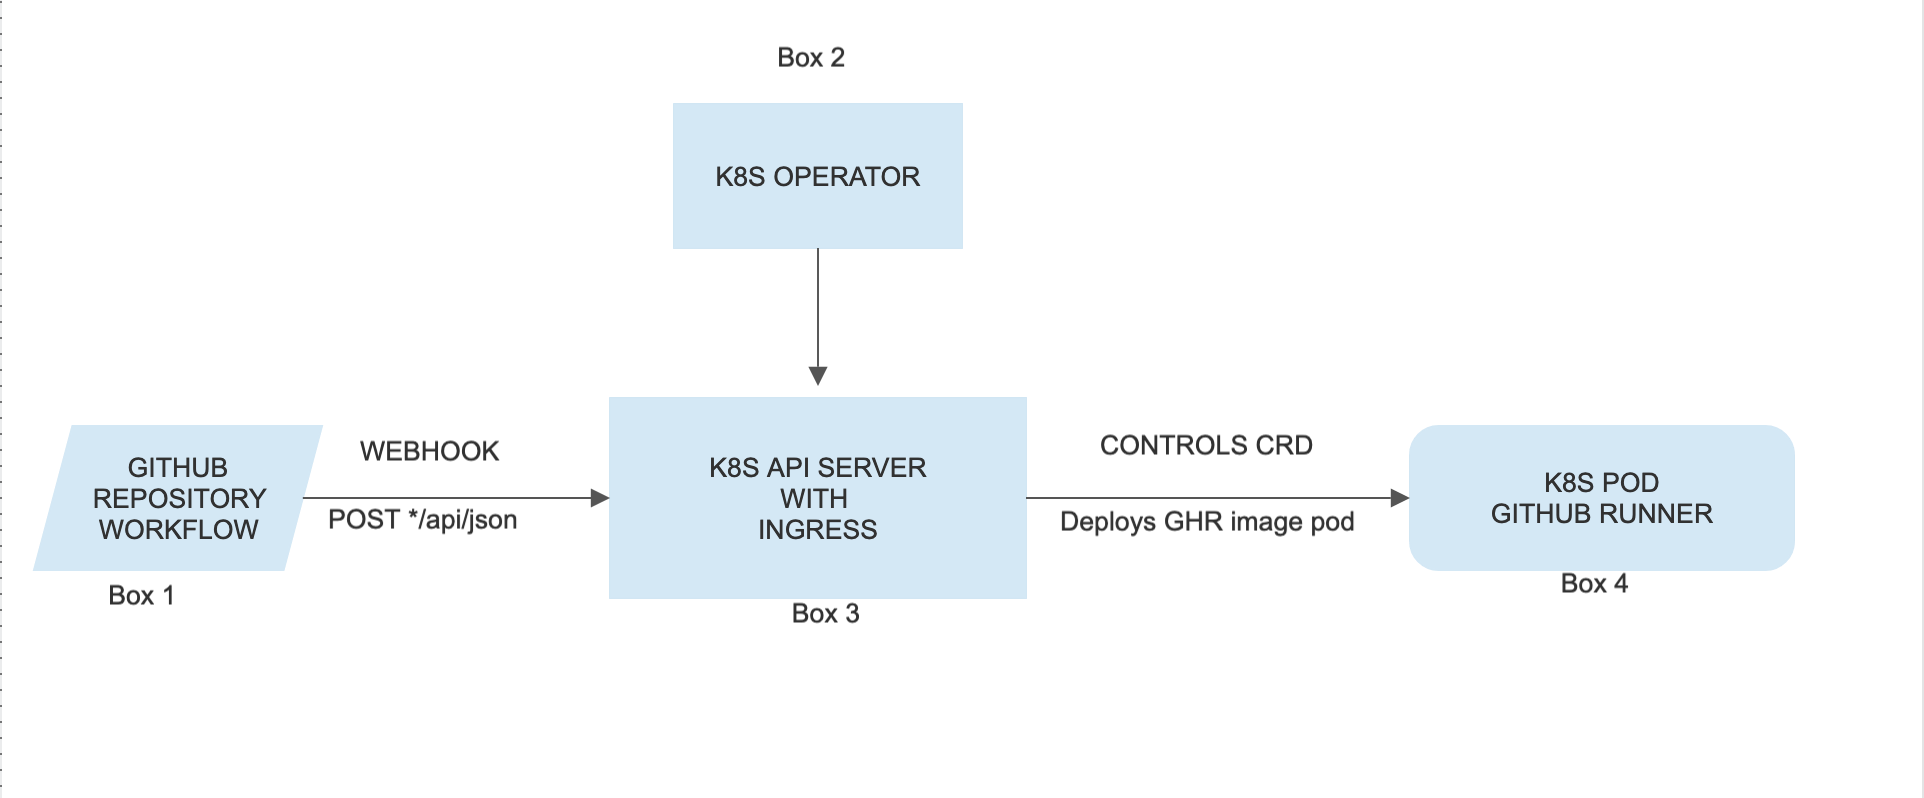 Box 2
K8S OPERATOR
GITHUB
REPOSITORY
WORKFLOW
Box 1
WEBHOOK
POST */api/json
K8S API SERVER
WITH
INGRESS
Box 3
CONTROLS CRD
Deploys GHR image pod
K8S POD
GITHUB RUNNER
Box 4